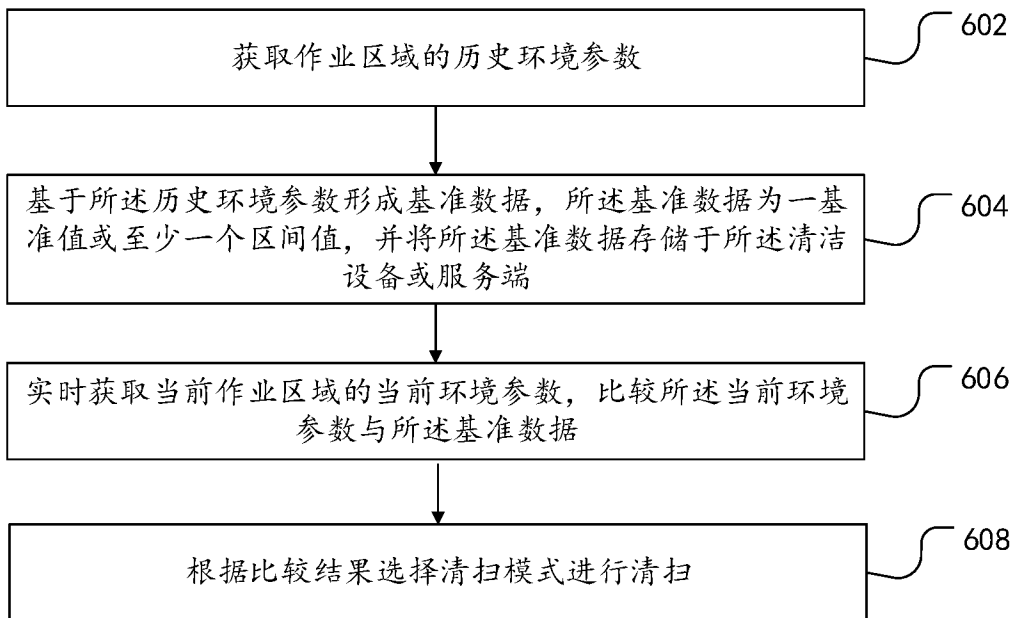 获取作业区域的历史环境参数
602
基于所述历史环境参数形成基准数据，所述基准数据为一基
准值或至少一个区间值，并将所述基准数据存储于所述清洁
设备或服务端
604
实时获取当前作业区域的当前环境参数，比较所述当前环境
参数与所述基准数据
606
根据比较结果选择清扫模式进行清扫
608